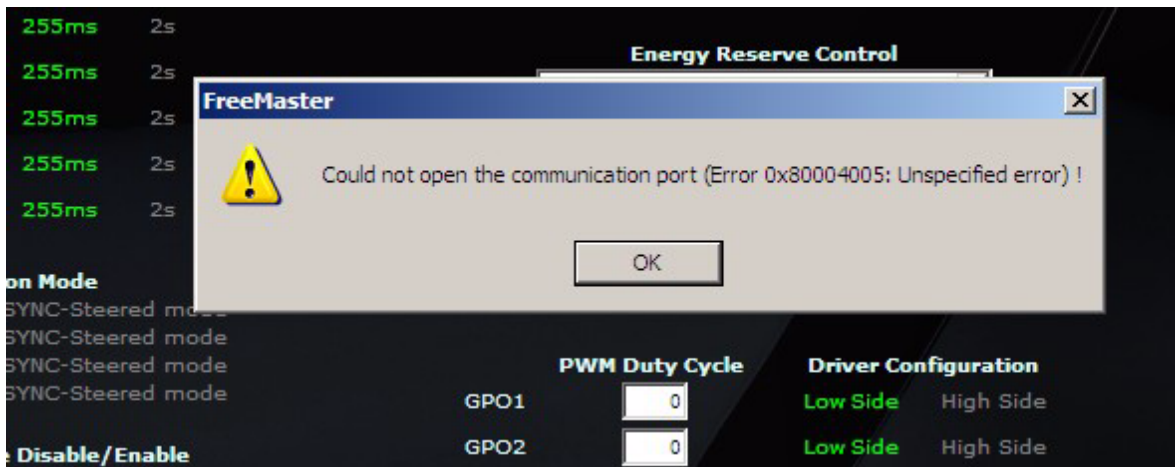 255ms 2s
Energy Reserve Control
255ms 2s
FreeMaster
255ms 2s
255ms 2s
Could not open the communication port (Error 0x80004005: Unspecified error) !
255ms 2s
OK
on Mode
SYNC-Steered mode
SYNC-Steered mode
SYNC-Steered mode
SYNC-Steered mode
PWM Duty Cycle Driver Configuration
GPO1 0 Low Side High Side
GPO2 0 Low Side High Side
e Disable/Enable